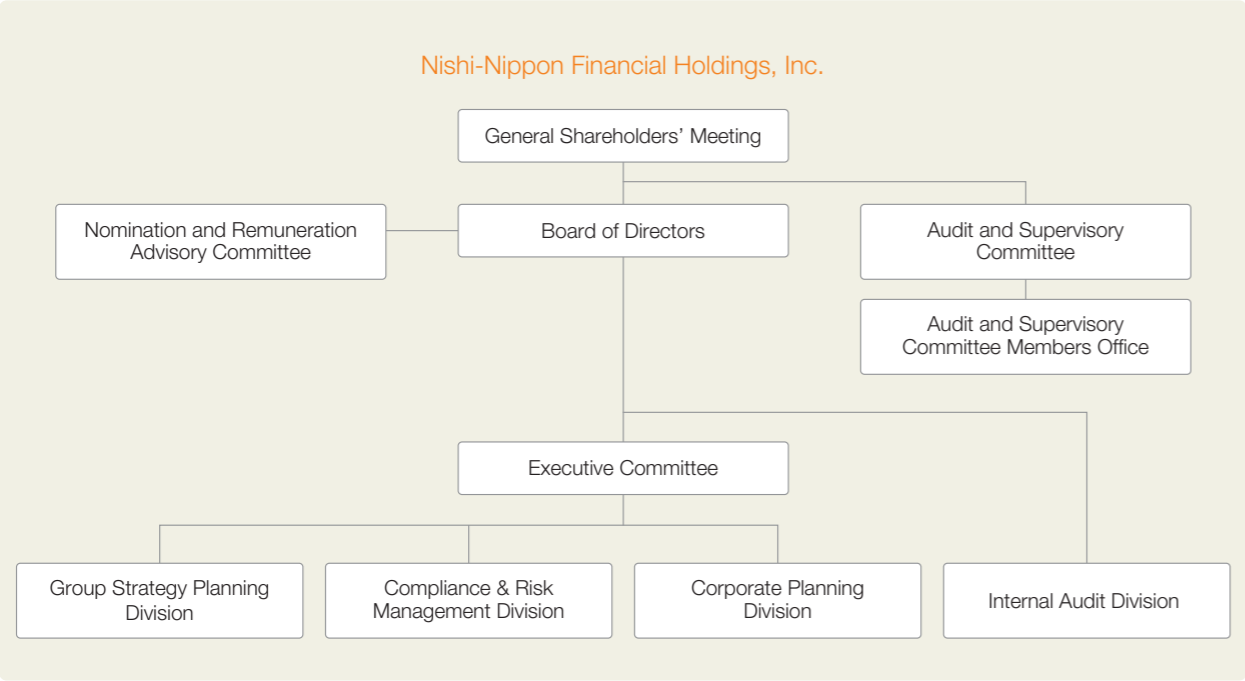 Nishi-Nippon Financial Holdings, Inc.
General Shareholders’ Meeting
Nomination and Remuneration
Advisory Committee
Board of Directors
Audit and Supervisory
Committee
Audit and Supervisory
Committee Members Office
Executive Committee
Group Strategy Planning
Division
Compliance & Risk
Management Division
Corporate Planning
Division
Internal Audit Division